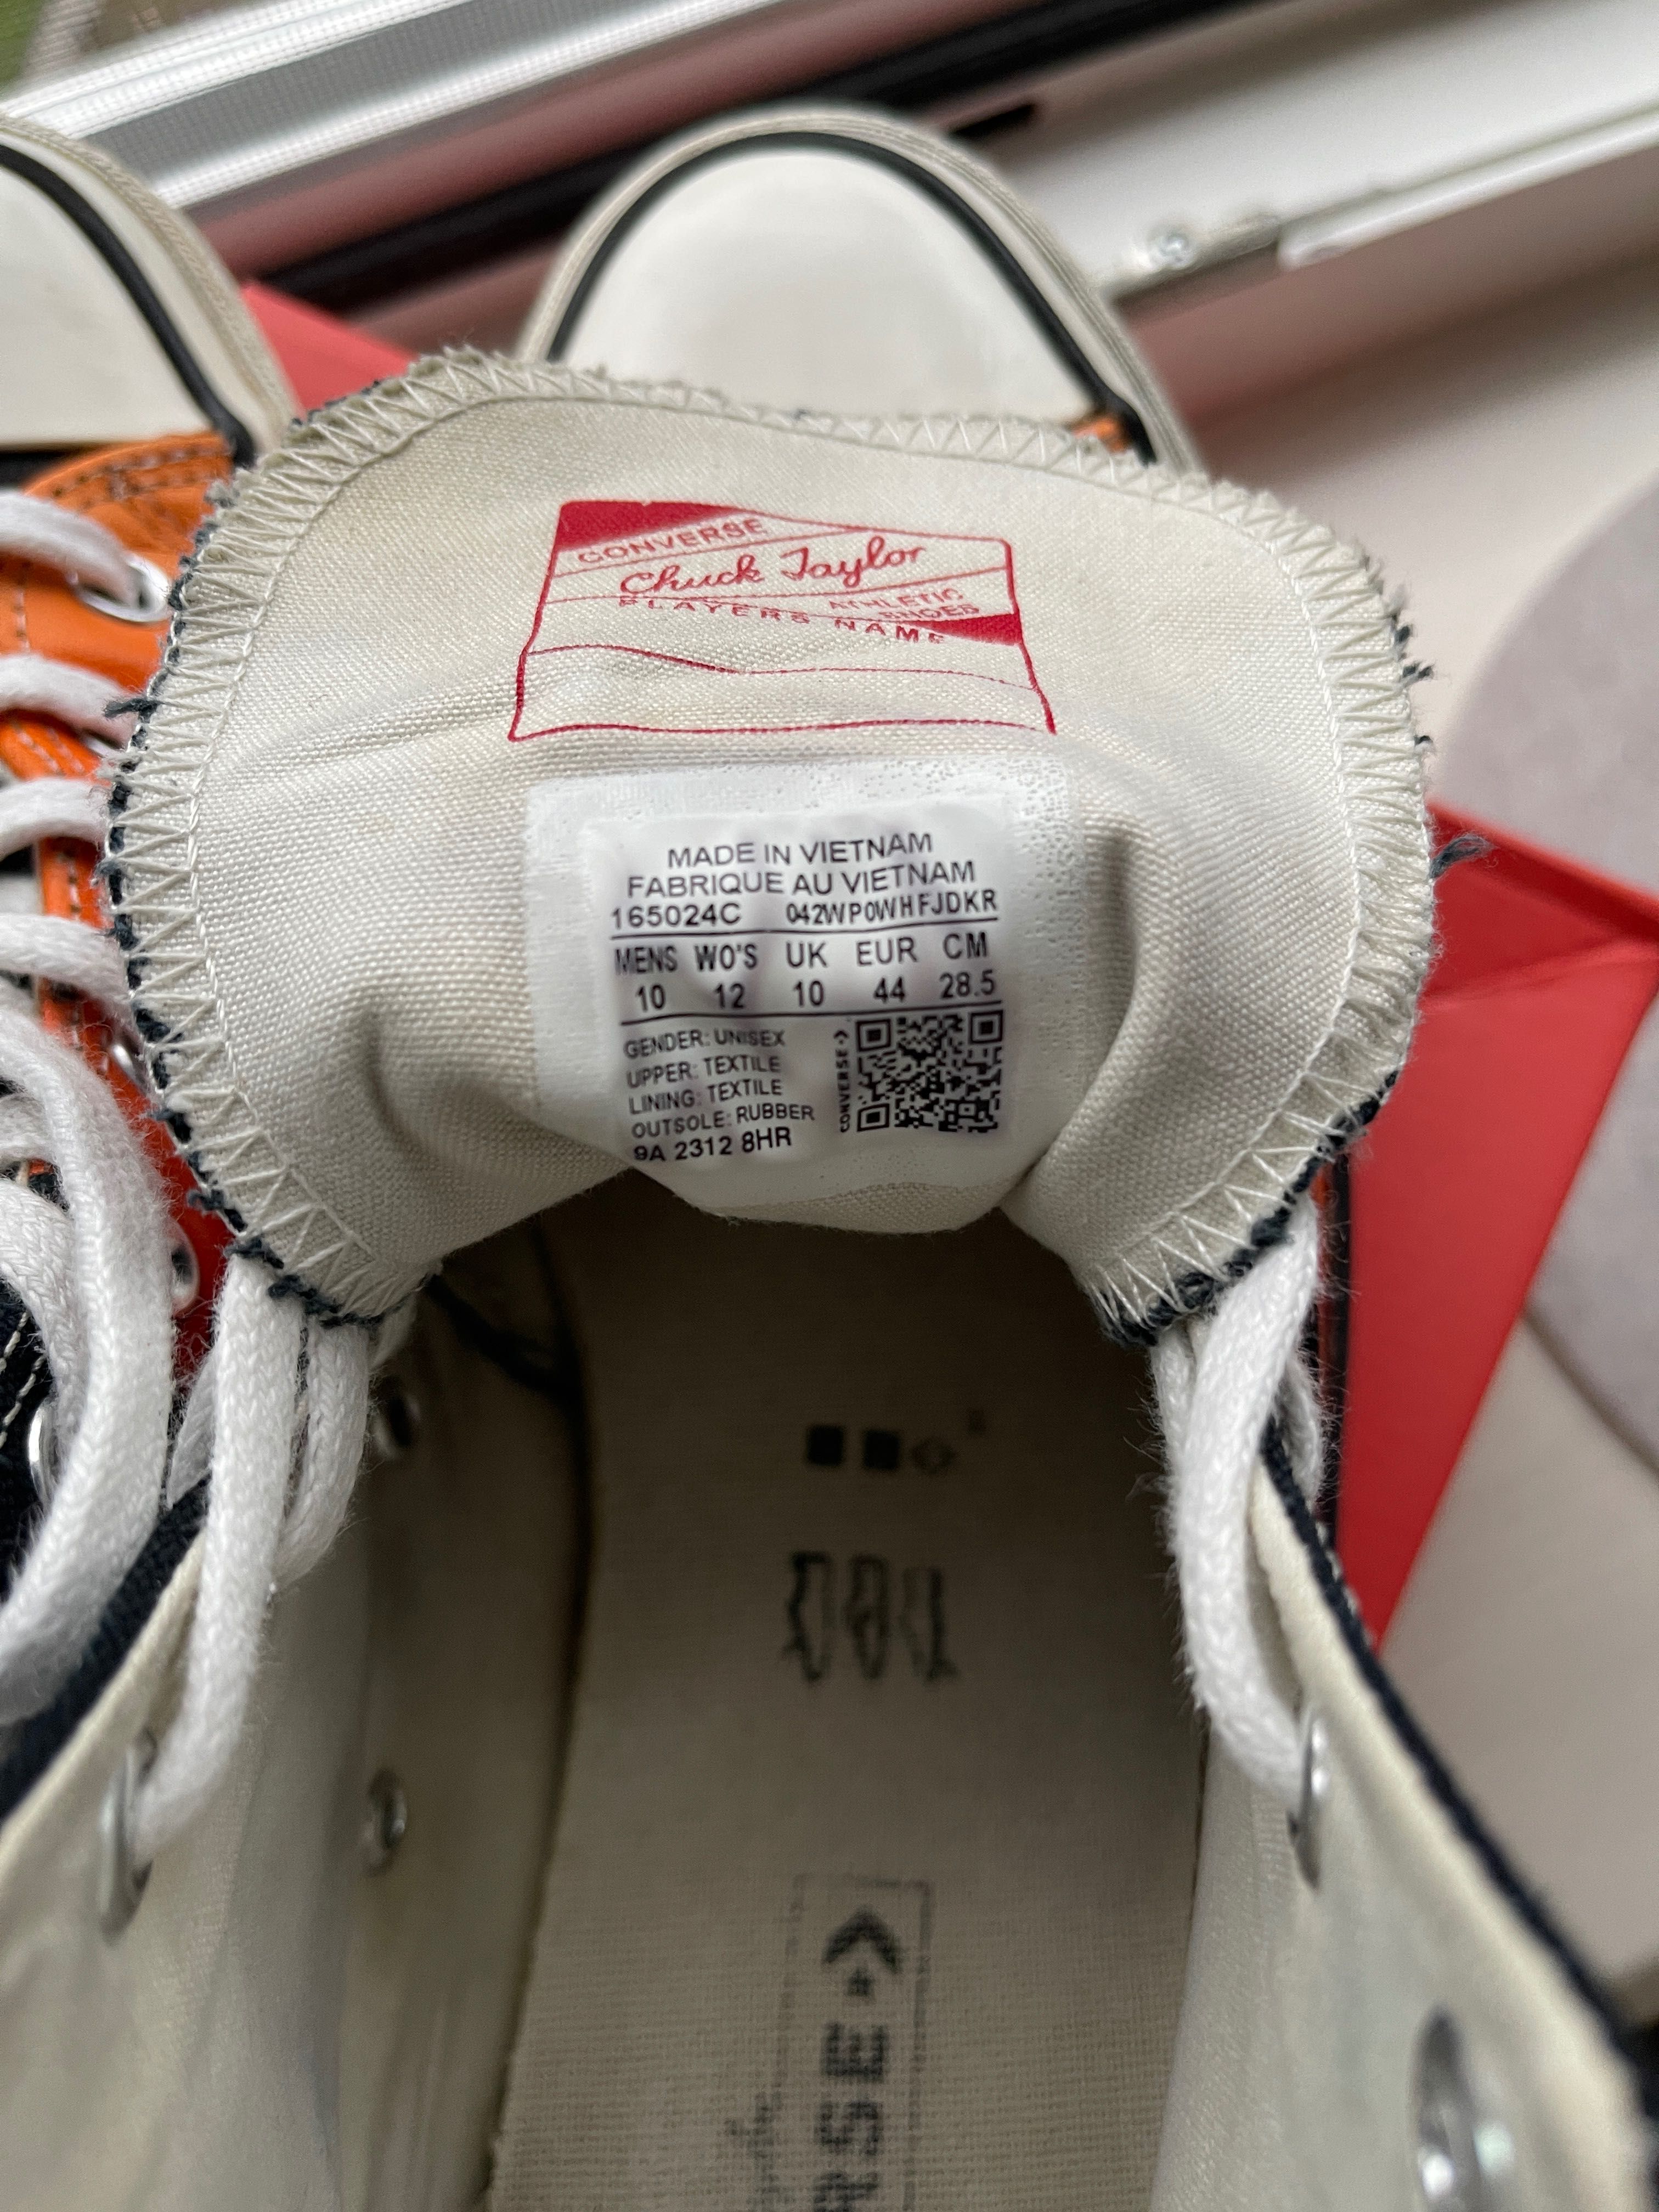 CONVERSE
Chuck Taylor
ATHLETIC
SHOES
PLAYERS NAME
MADE IN VIETNAM
FABRIQUE AU VIETNAM
165024C 042WP0WHFJDKR
MENS WO'S UK EUR CM
10 12 10 44 28.5
GENDER: UNISEX
UPPER: TEXTILE
LINING: TEXTILE
OUTSOLE: RUBBER
9A 2312 8HR
CONVERSE